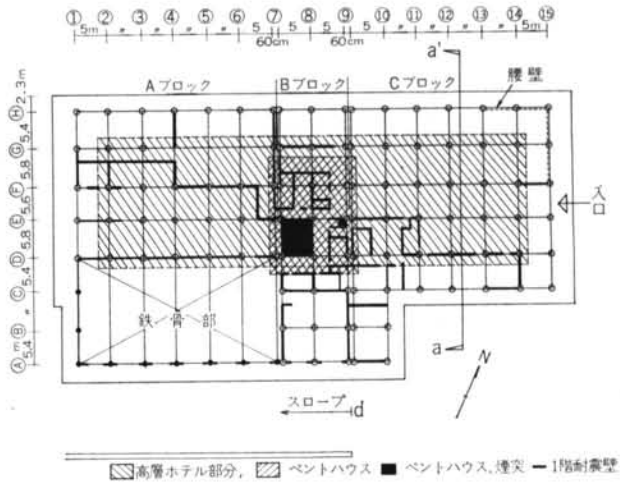 ① ② ③ ④ ⑤ ⑥ ⑦ ⑧ ⑨ ⑩ ⑪ ⑫ ⑬ ⑭ ⑮
5m 〃 〃 〃 〃 5 5 5 5 〃 〃 〃 〃 5m
60cm 60cm
a'
Aブロック Bブロック Cブロック
腰壁
2.3m
Ⓗ
5.4
Ⓖ
5.8
Ⓕ
5.6
Ⓔ
5.8
Ⓓ
5.4
Ⓒ
〃
Ⓑ
5.4m
Ⓐ
入口
鉄骨部
a
N
スロープ
d
高層ホテル部分, ペントハウス ペントハウス, 煙突 1階耐震壁